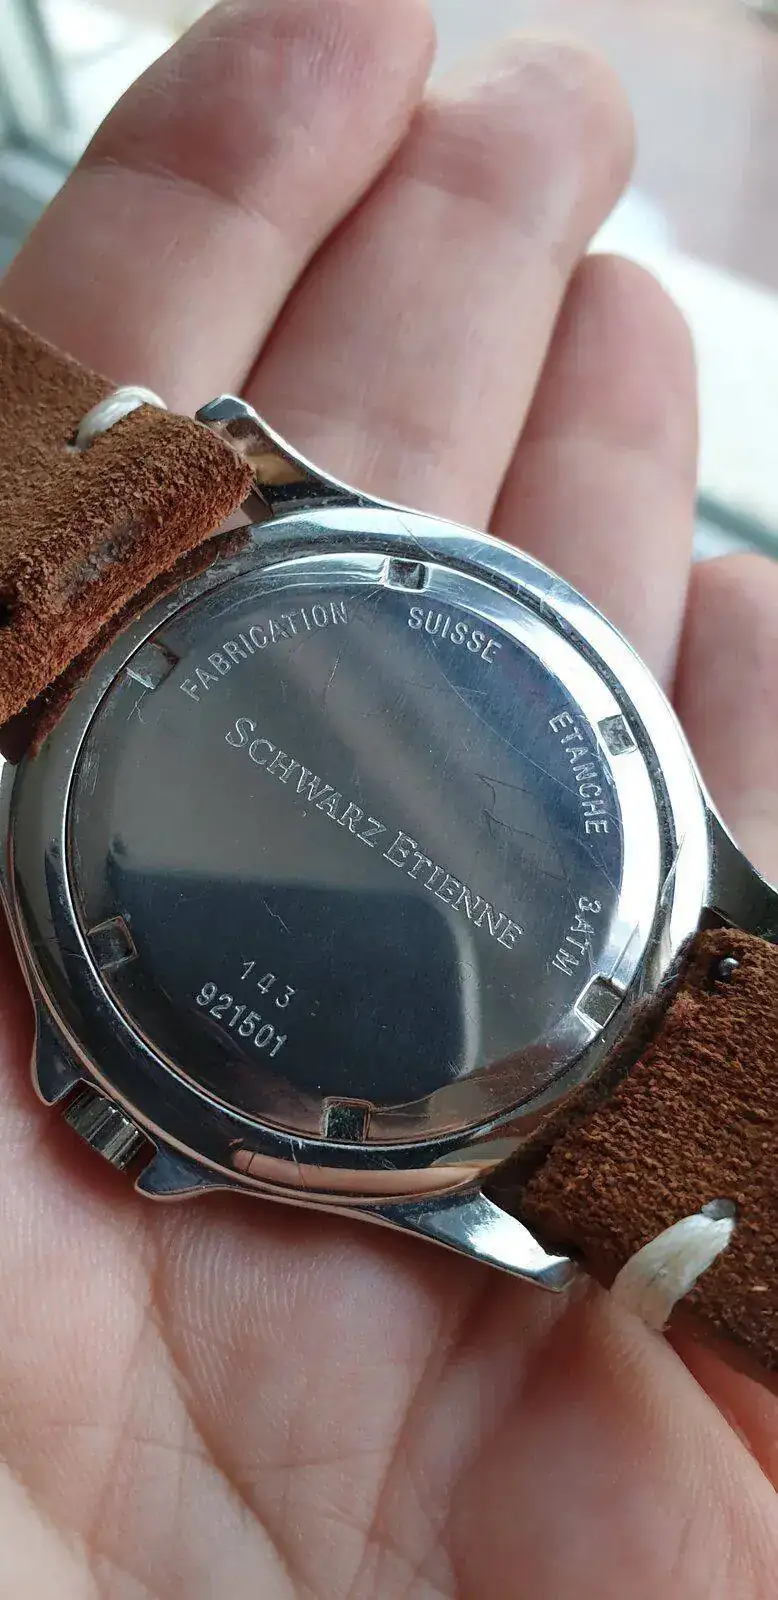 FABRICATION SUISSE ETANCHE 3ATM
SCHWARZ ETIENNE
143
921501